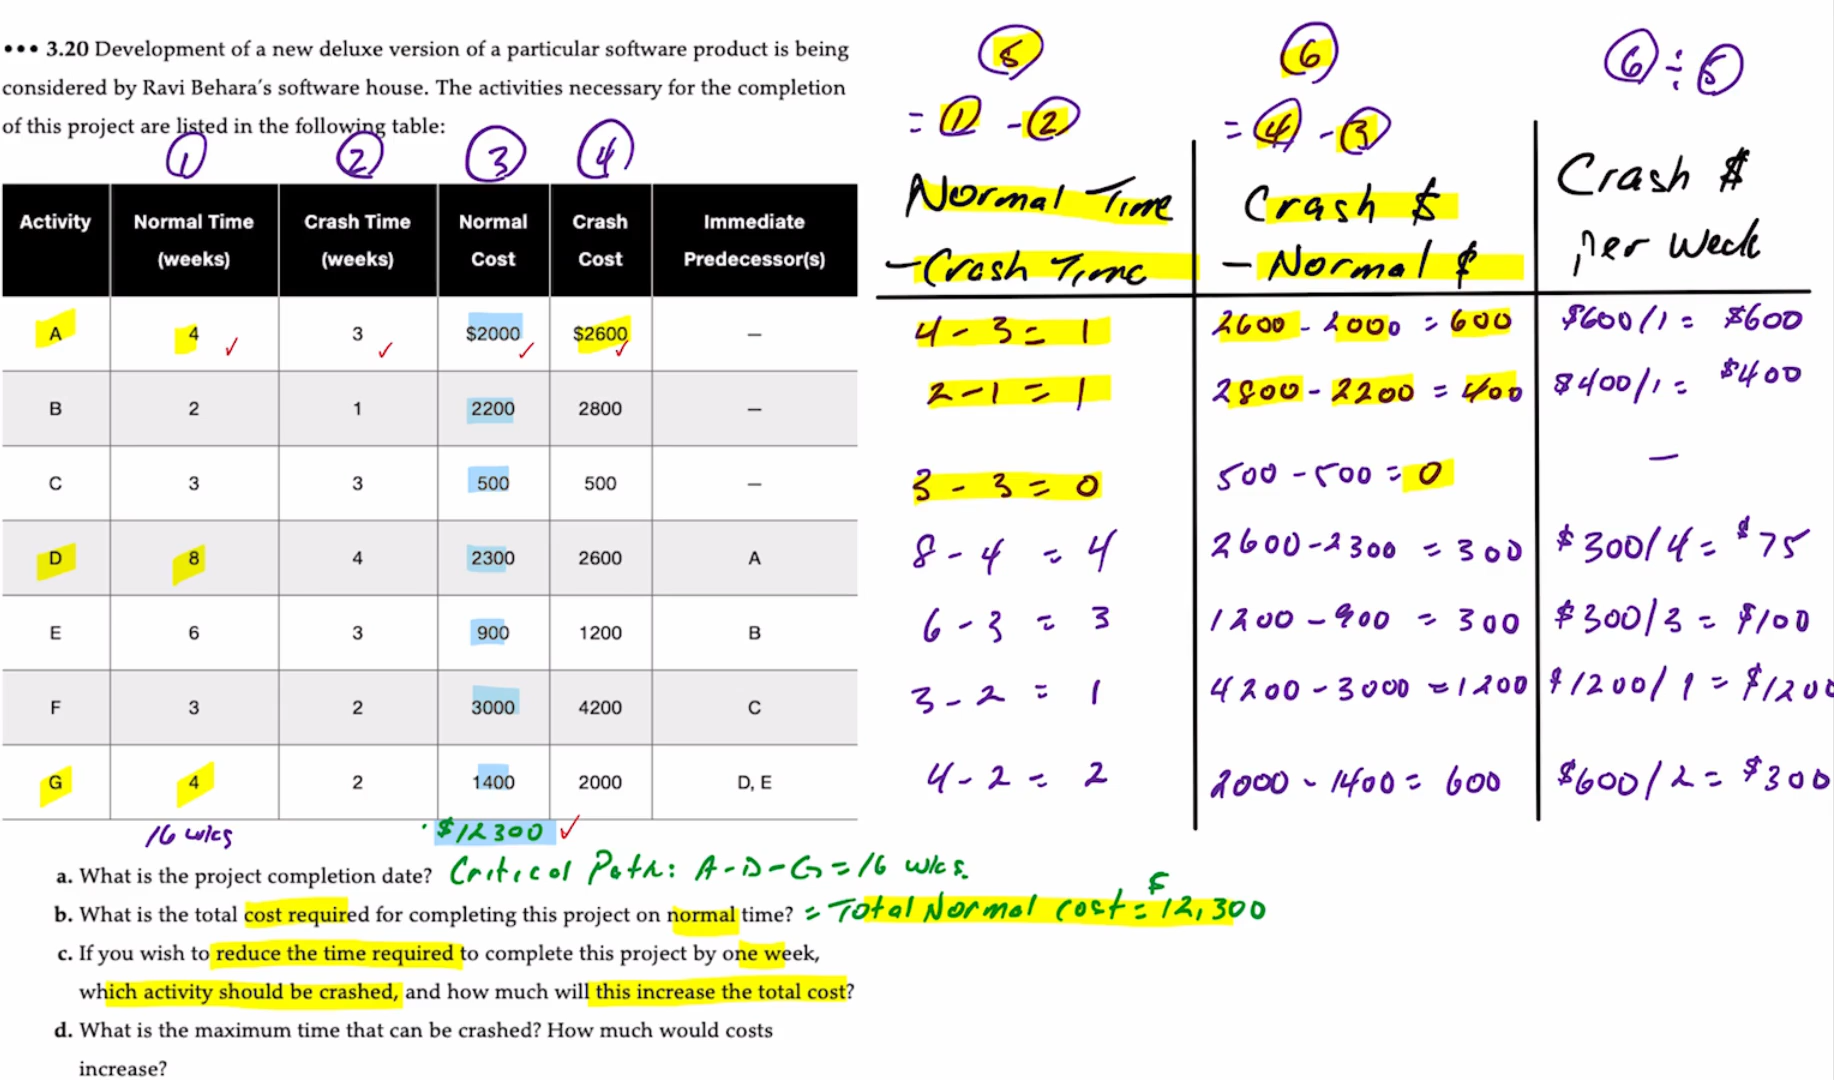 ••• 3.20 Development of a new deluxe version of a particular software product is being
considered by Ravi Behara's software house. The activities necessary for the completion
of this project are listed in the following table:
① ② ③ ④
Activity Normal Time (weeks) Crash Time (weeks) Normal Cost Crash Cost Immediate Predecessor(s)
A 4 ✓ 3 ✓ $2000 ✓ $2600 ✓ —
B 2 1 2200 2800 —
C 3 3 500 500 —
D 8 4 2300 2600 A
E 6 3 900 1200 B
F 3 2 3000 4200 C
G 4 2 1400 2000 D, E
16 wks $12300 ✓
⑤ ⑥ ⑥ ÷ ⑤
= ① - ② = ④ - ③
Normal Time Crash $ Crash $
- Crash Time - Normal $ per Week
4 - 3 = 1 2600 - 2000 = 600 $600/1 = $600
2 - 1 = 1 2800 - 2200 = 400 $400/1 = $400
3 - 3 = 0 500 - 500 = 0 —
8 - 4 = 4 2600 - 2300 = 300 $300/4 = $75
6 - 3 = 3 1200 - 900 = 300 $300/3 = $100
3 - 2 = 1 4200 - 3000 = 1200 $1200/1 = $1200
4 - 2 = 2 2000 - 1400 = 600 $600/2 = $300
a. What is the project completion date? Critical Path: A-D-G = 16 wks.
b. What is the total cost required for completing this project on normal time? = Total Normal cost = $12,300
c. If you wish to reduce the time required to complete this project by one week,
which activity should be crashed, and how much will this increase the total cost?
d. What is the maximum time that can be crashed? How much would costs
increase?